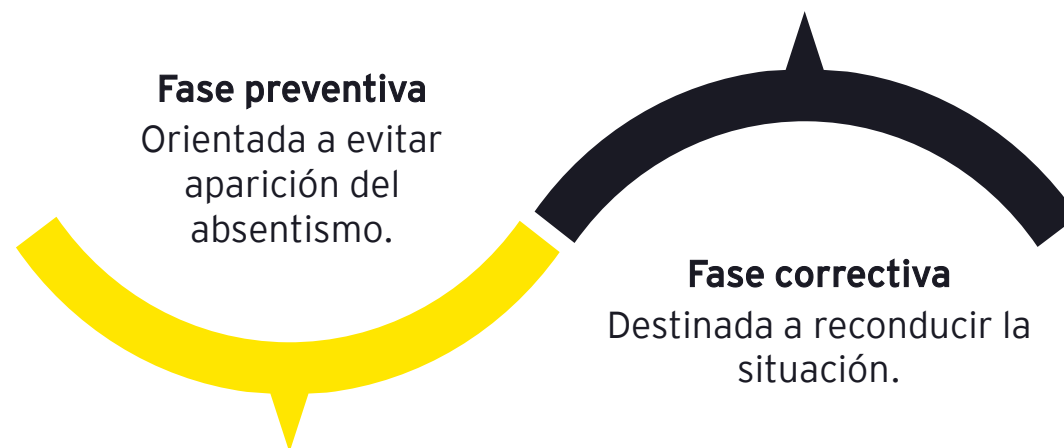 Fase preventiva
Orientada a evitar
aparición del
absentismo.
Fase correctiva
Destinada a reconducir la
situación.